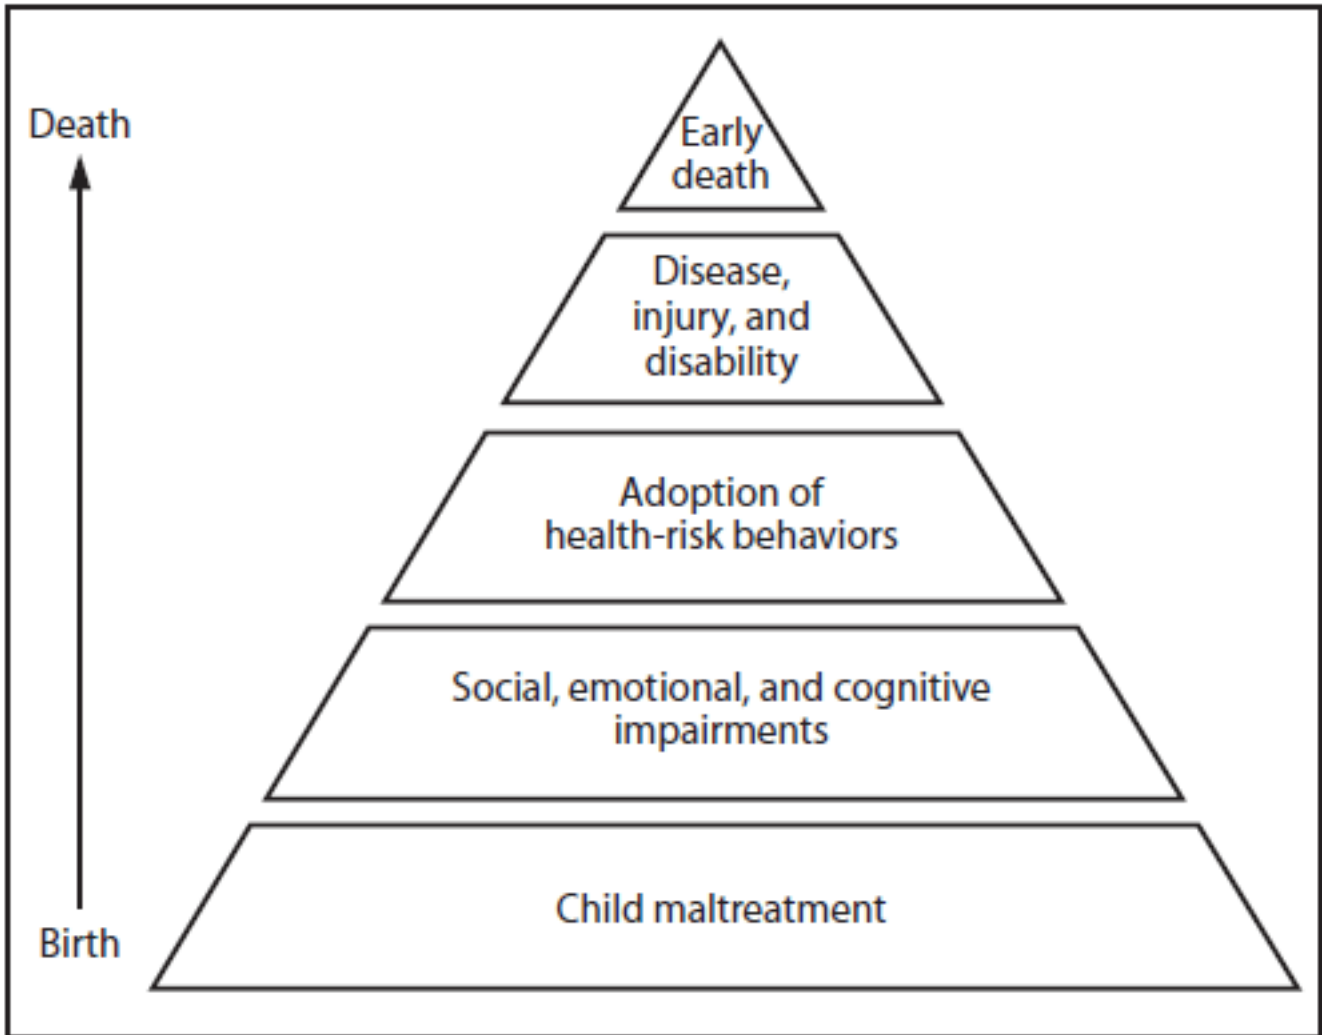 Death
Early
death
Disease,
injury, and
disability
Adoption of
health-risk behaviors
Social, emotional, and cognitive
impairments
Child maltreatment
Birth